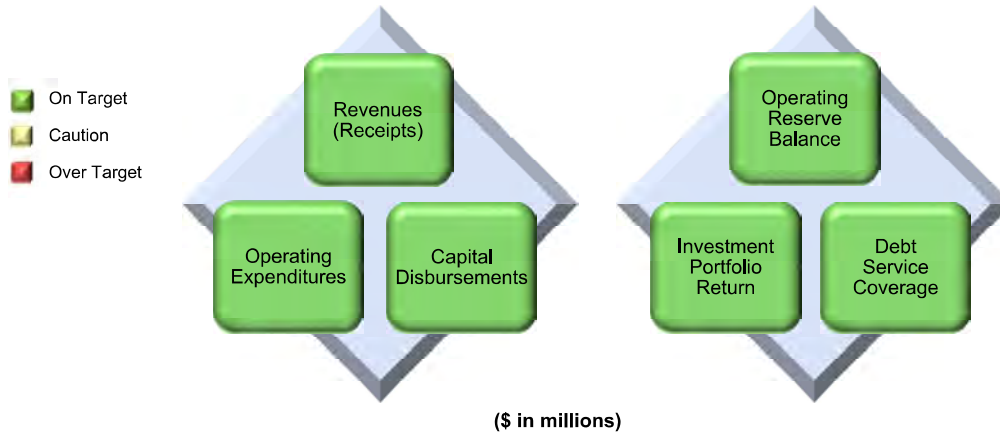 On Target
Caution
Over Target
Revenues
(Receipts)
Operating
Expenditures
Capital
Disbursements
Operating
Reserve
Balance
Investment
Portfolio
Return
Debt
Service
Coverage
($ in millions)